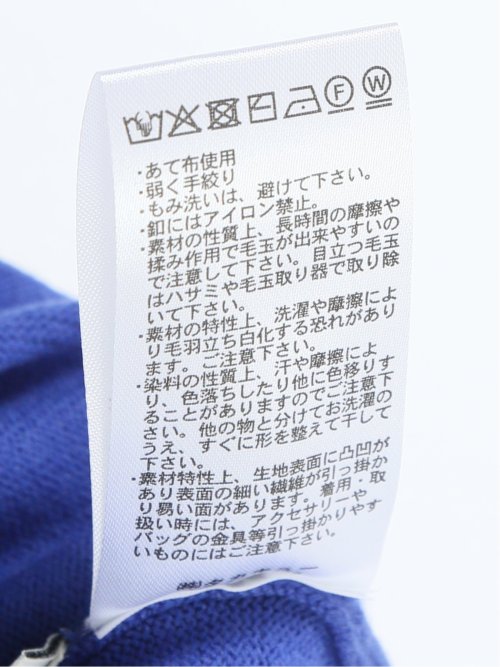 F W
・あて布使用
・弱く手絞り
・もみ洗いは、避けて下さい。
・釦にはアイロン禁止。
・素材の性質上、長時間の摩擦や
揉み作用で毛玉が出来やすいの
で注意して下さい。目立つ毛玉
はハサミや毛玉取り器で取り除
いて下さい。
・素材の特性上、洗濯や摩擦によ
り毛羽立ち白化する恐れがあり
ます。ご注意下さい。
・染料の性質上、汗や摩擦によ
り、色落ちしたり他に色移りす
ることがありますのでご注意下
さい。他の物と分けてお洗濯の
うえ、すぐに形を整えて干して
下さい。
・素材特性上、生地表面に凸凹が
あり表面の細い繊維が引っ掛か
り易い面があります。着用・取
扱い時には、アクセサリーや
バッグの金具等引っ掛かりやす
いものにはご注意下さい。